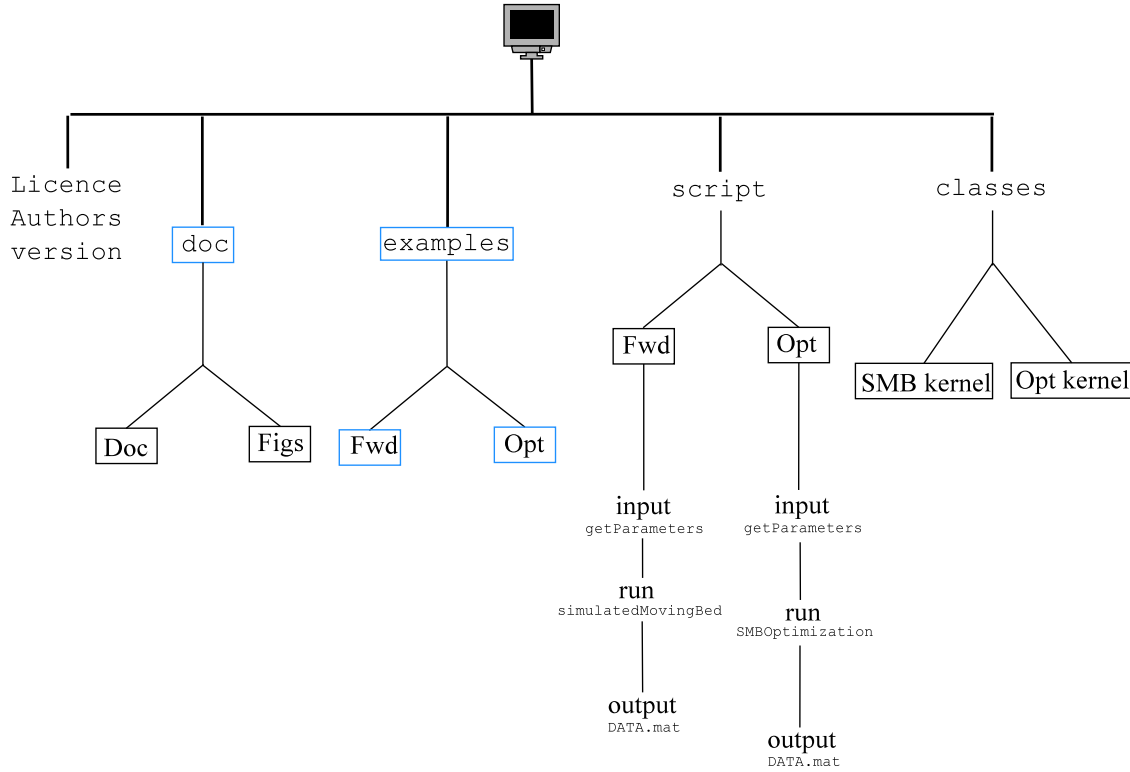 Licence
Authors
version
doc
Doc
Figs
examples
Fwd
Opt
script
Fwd
input
getParameters
run
simulatedMovingBed
output
DATA.mat
Opt
input
getParameters
run
SMBOptimization
output
DATA.mat
classes
SMB kernel
Opt kernel